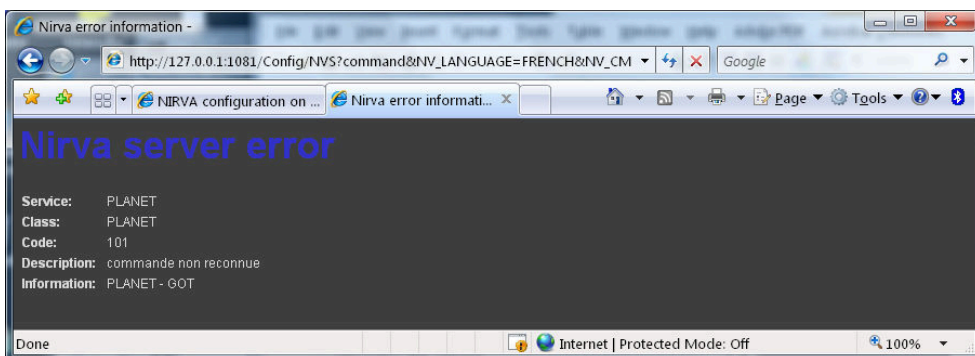 Nirva error information -
http://127.0.0.1:1081/Config/NVS?command&NV_LANGUAGE=FRENCH&NV_CM
Google
NIRVA configuration on ...
Nirva error informati...
Page
Tools
Nirva server error
Service: PLANET
Class: PLANET
Code: 101
Description: commande non reconnue
Information: PLANET - GOT
Done
Internet | Protected Mode: Off
100%